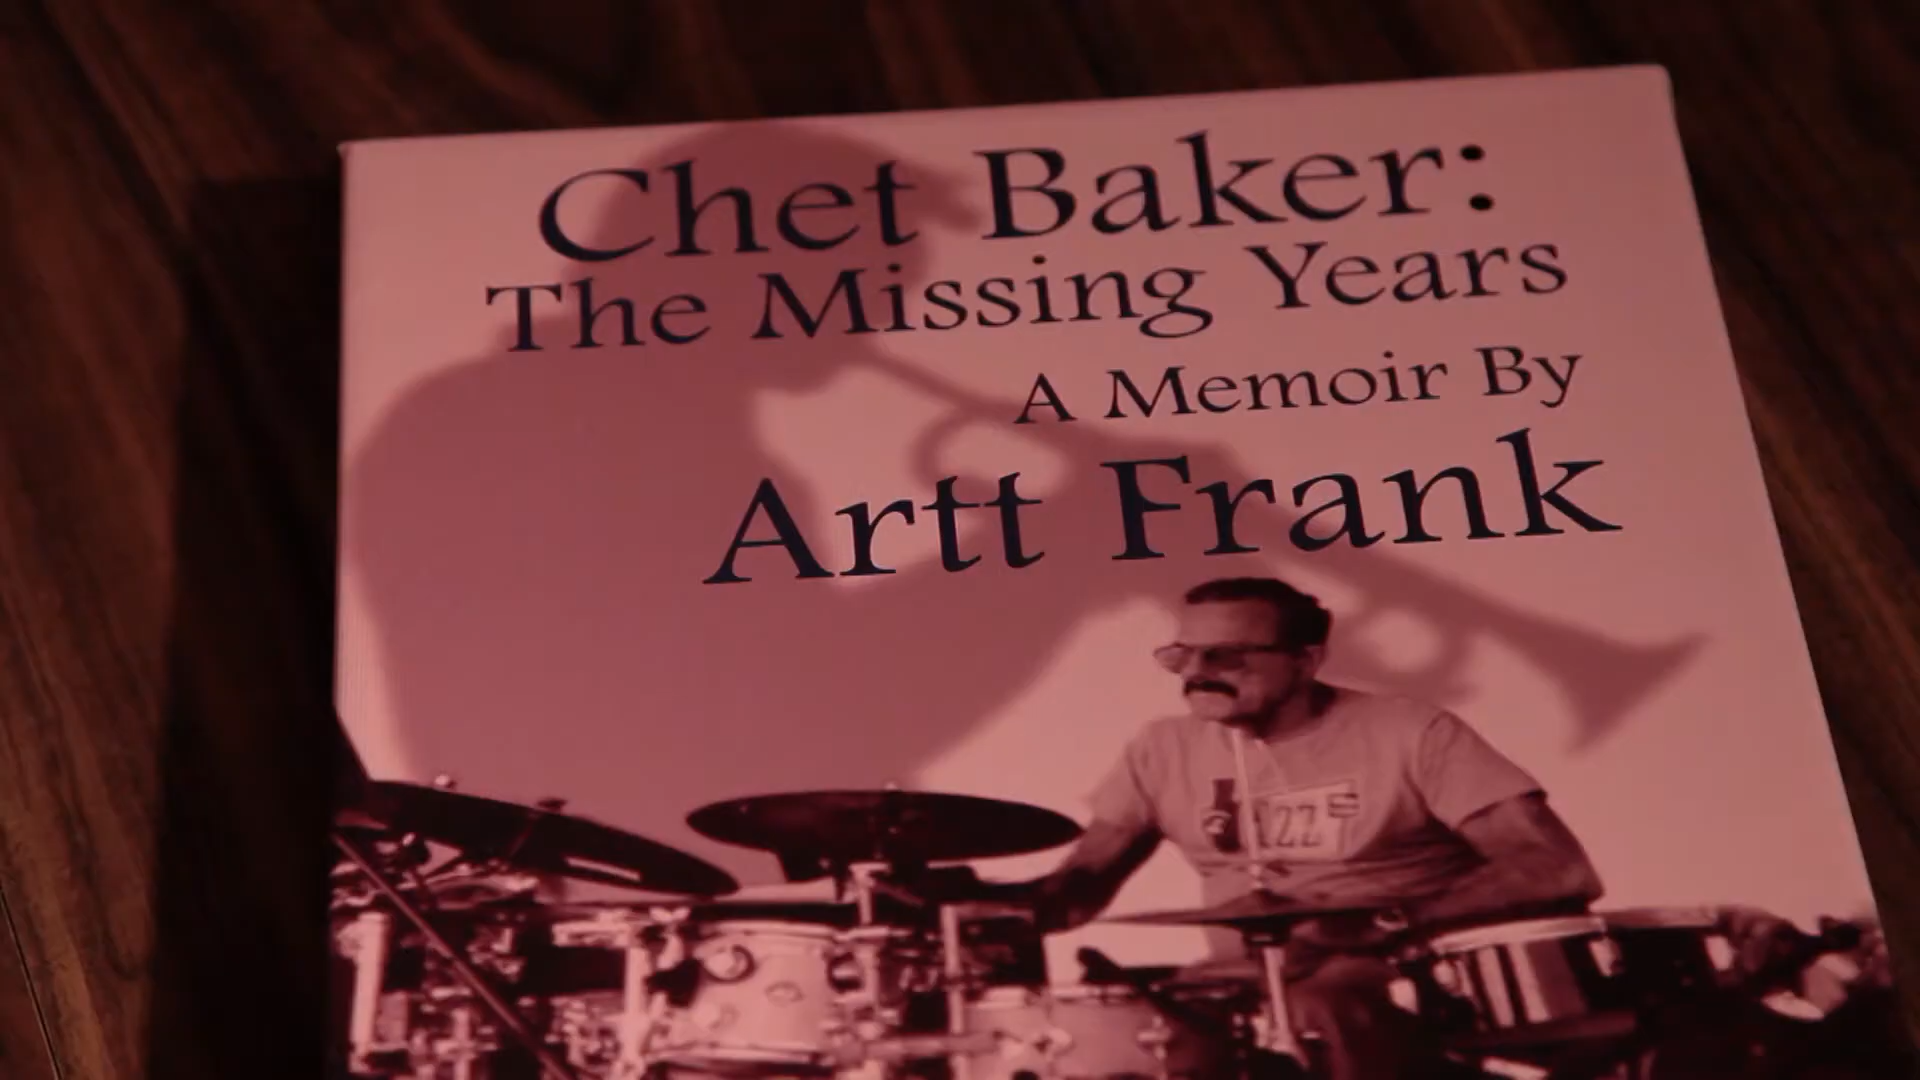 Chet Baker:
The Missing Years
A Memoir By
Artt Frank